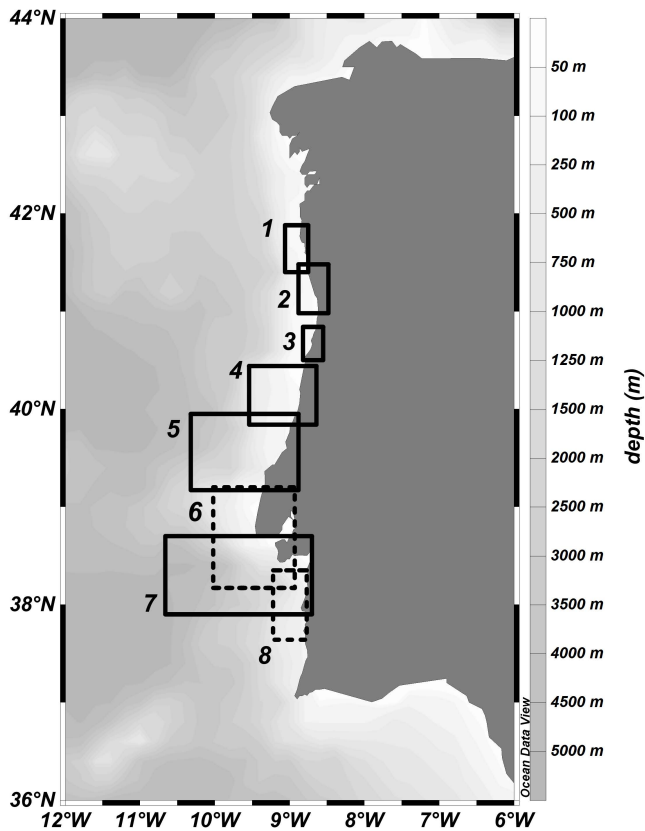 44°N
42°N
40°N
38°N
36°N
12°W
11°W
10°W
9°W
8°W
7°W
6°W
1
2
3
4
5
6
7
8
50 m
100 m
250 m
500 m
750 m
1000 m
1250 m
1500 m
2000 m
2500 m
3000 m
3500 m
4000 m
4500 m
5000 m
depth (m)
Ocean Data View